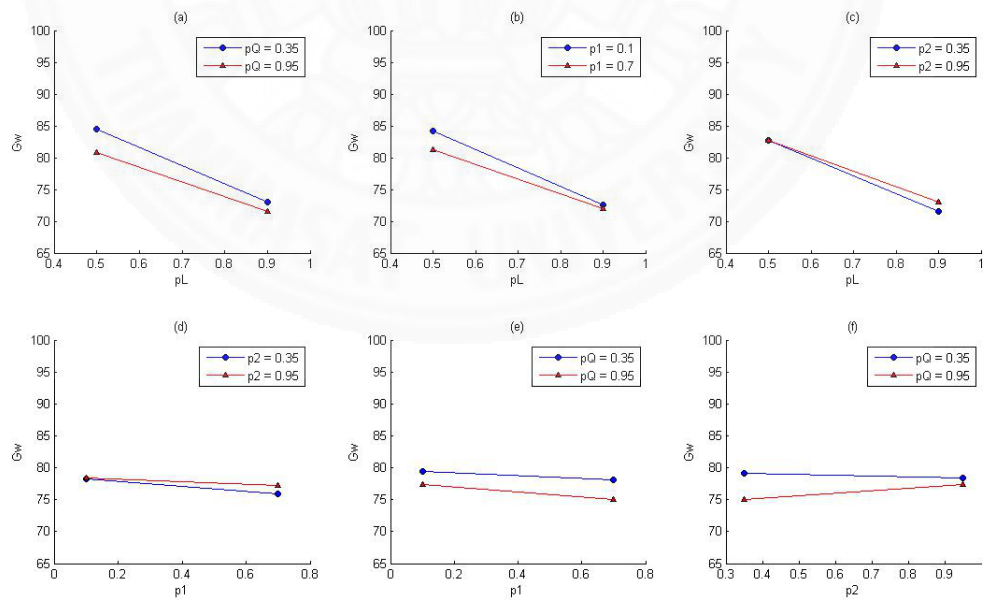 (a)
100
95
90
85
80
75
70
65
Gw
pQ = 0.35
pQ = 0.95
0.4 0.5 0.6 0.7 0.8 0.9 1
pL
(b)
100
95
90
85
80
75
70
65
Gw
p1 = 0.1
p1 = 0.7
0.4 0.5 0.6 0.7 0.8 0.9 1
pL
(c)
100
95
90
85
80
75
70
65
Gw
p2 = 0.35
p2 = 0.95
0.4 0.5 0.6 0.7 0.8 0.9 1
pL
(d)
100
95
90
85
80
75
70
65
Gw
p2 = 0.35
p2 = 0.95
0 0.2 0.4 0.6 0.8
p1
(e)
100
95
90
85
80
75
70
65
Gw
pQ = 0.35
pQ = 0.95
0 0.2 0.4 0.6 0.8
p1
(f)
100
95
90
85
80
75
70
65
Gw
pQ = 0.35
pQ = 0.95
0.3 0.4 0.5 0.6 0.7 0.8 0.9
p2